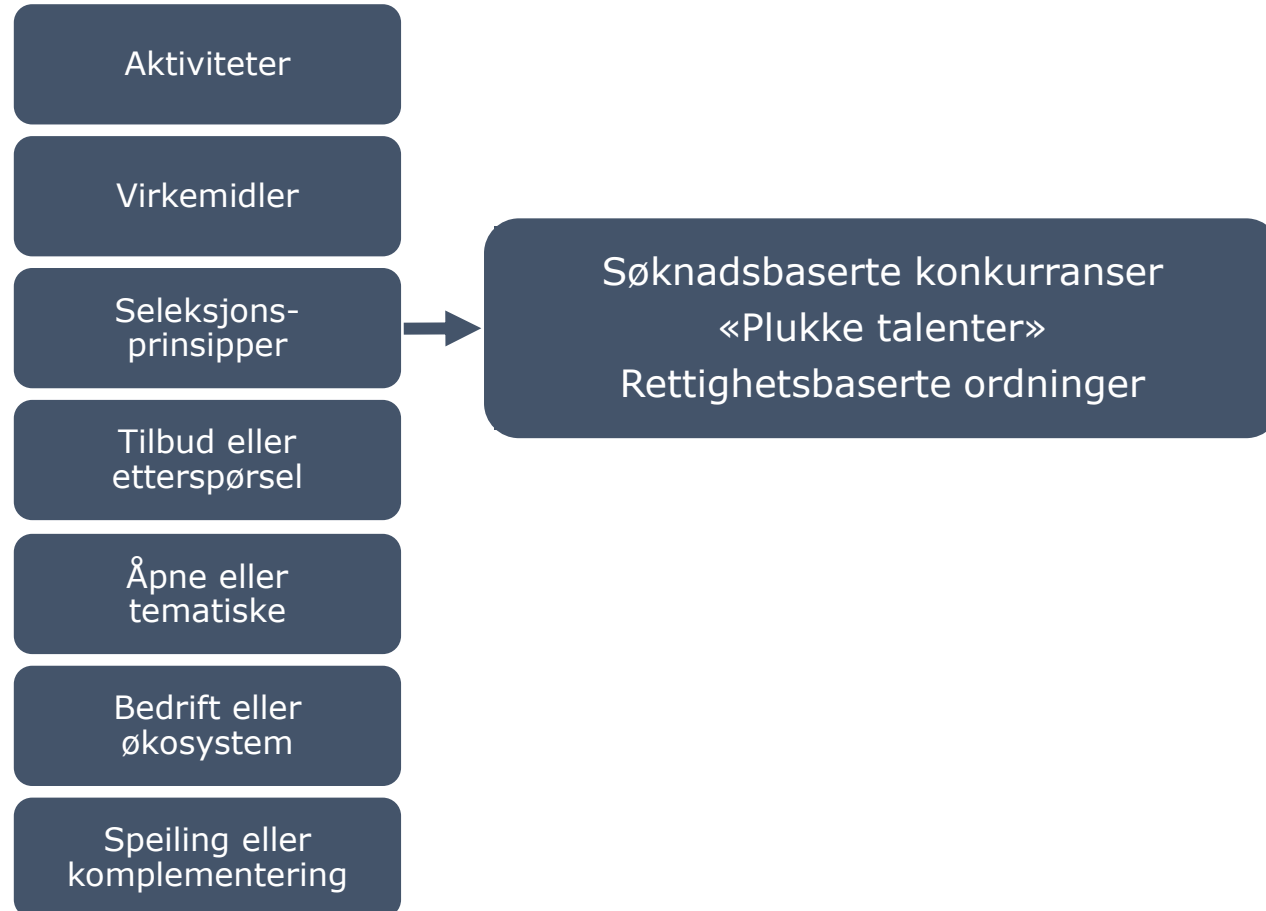 Aktiviteter
Virkemidler
Seleksjons-
prinsipper
Søknadsbaserte konkurranser
«Plukke talenter»
Rettighetsbaserte ordninger
Tilbud eller
etterspørsel
Åpne eller
tematiske
Bedrift eller
økosystem
Speiling eller
komplementering